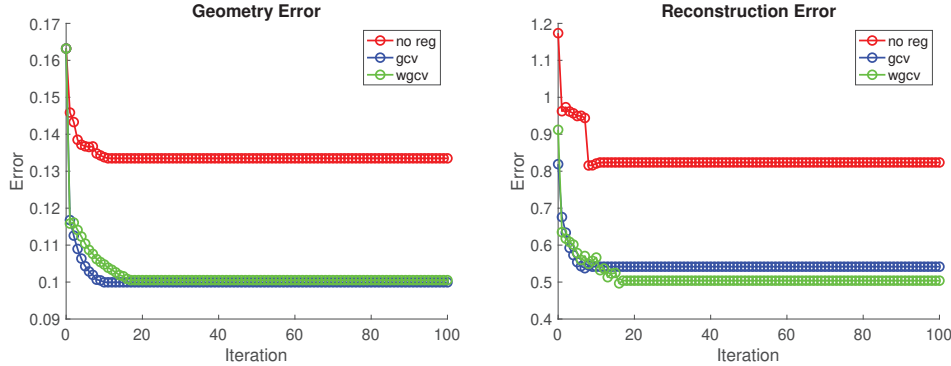 Geometry Error
0.17
0.16
0.15
0.14
0.13
0.12
0.11
0.1
0.09
Error
0 20 40 60 80 100
Iteration
no reg
gcv
wgcv
Reconstruction Error
1.2
1.1
1
0.9
0.8
0.7
0.6
0.5
0.4
Error
0 20 40 60 80 100
Iteration
no reg
gcv
wgcv